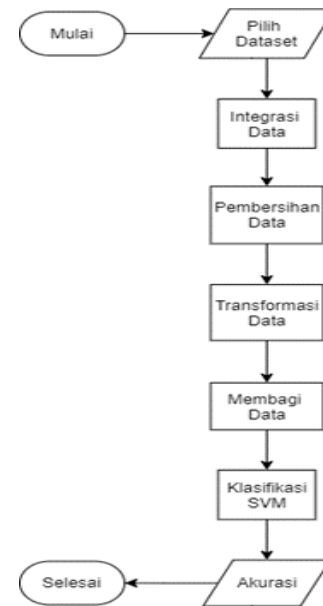 Mulai
Pilih
Dataset
Integrasi
Data
Pembersihan
Data
Transformasi
Data
Membagi
Data
Klasifikasi
SVM
Akurasi
Selesai